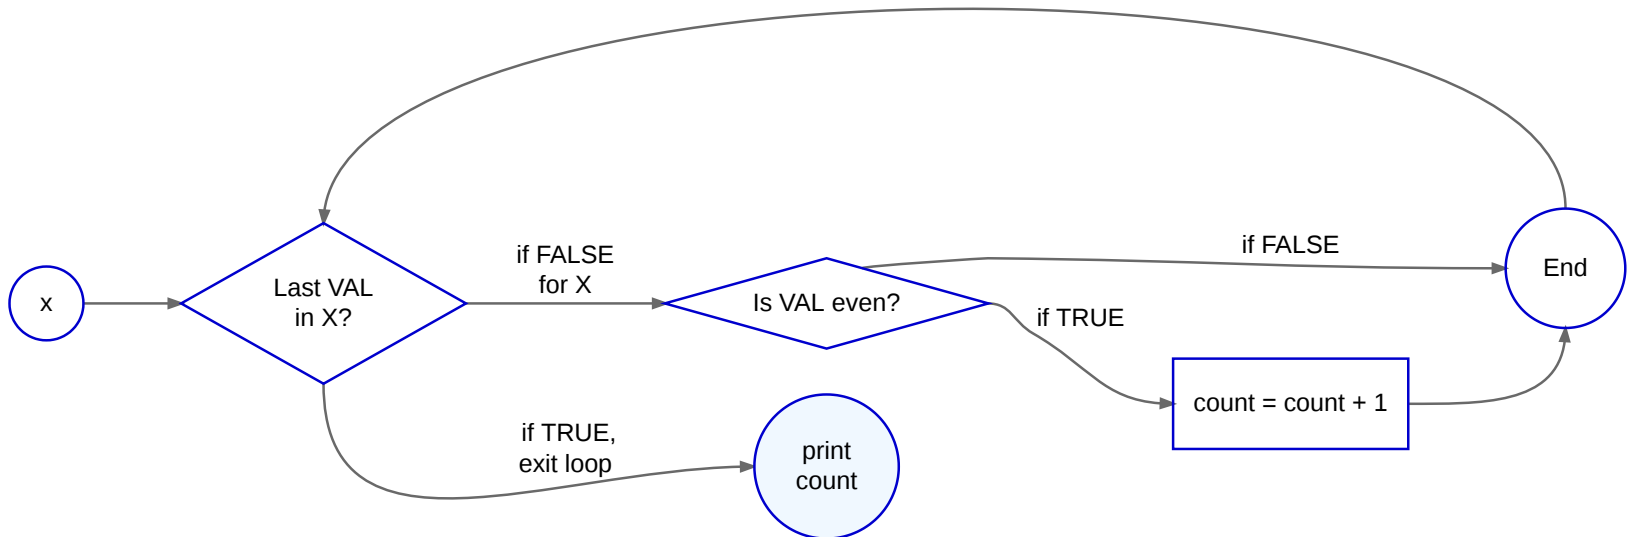 x
Last VAL
in X?
if FALSE
for X
Is VAL even?
if FALSE
End
if TRUE
count = count + 1
if TRUE,
exit loop
print
count